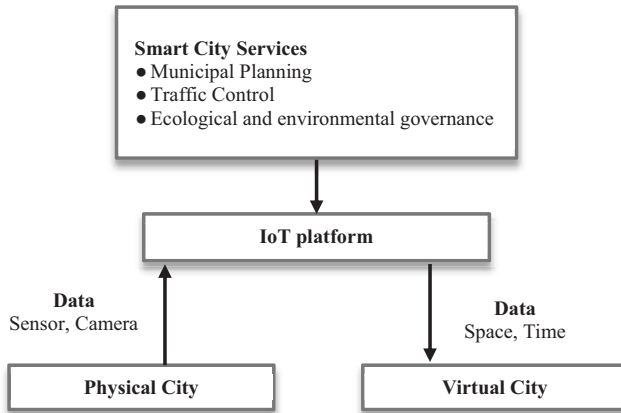 Smart City Services
● Municipal Planning
● Traffic Control
● Ecological and environmental governance
IoT platform
Data
Sensor, Camera
Data
Space, Time
Physical City
Virtual City